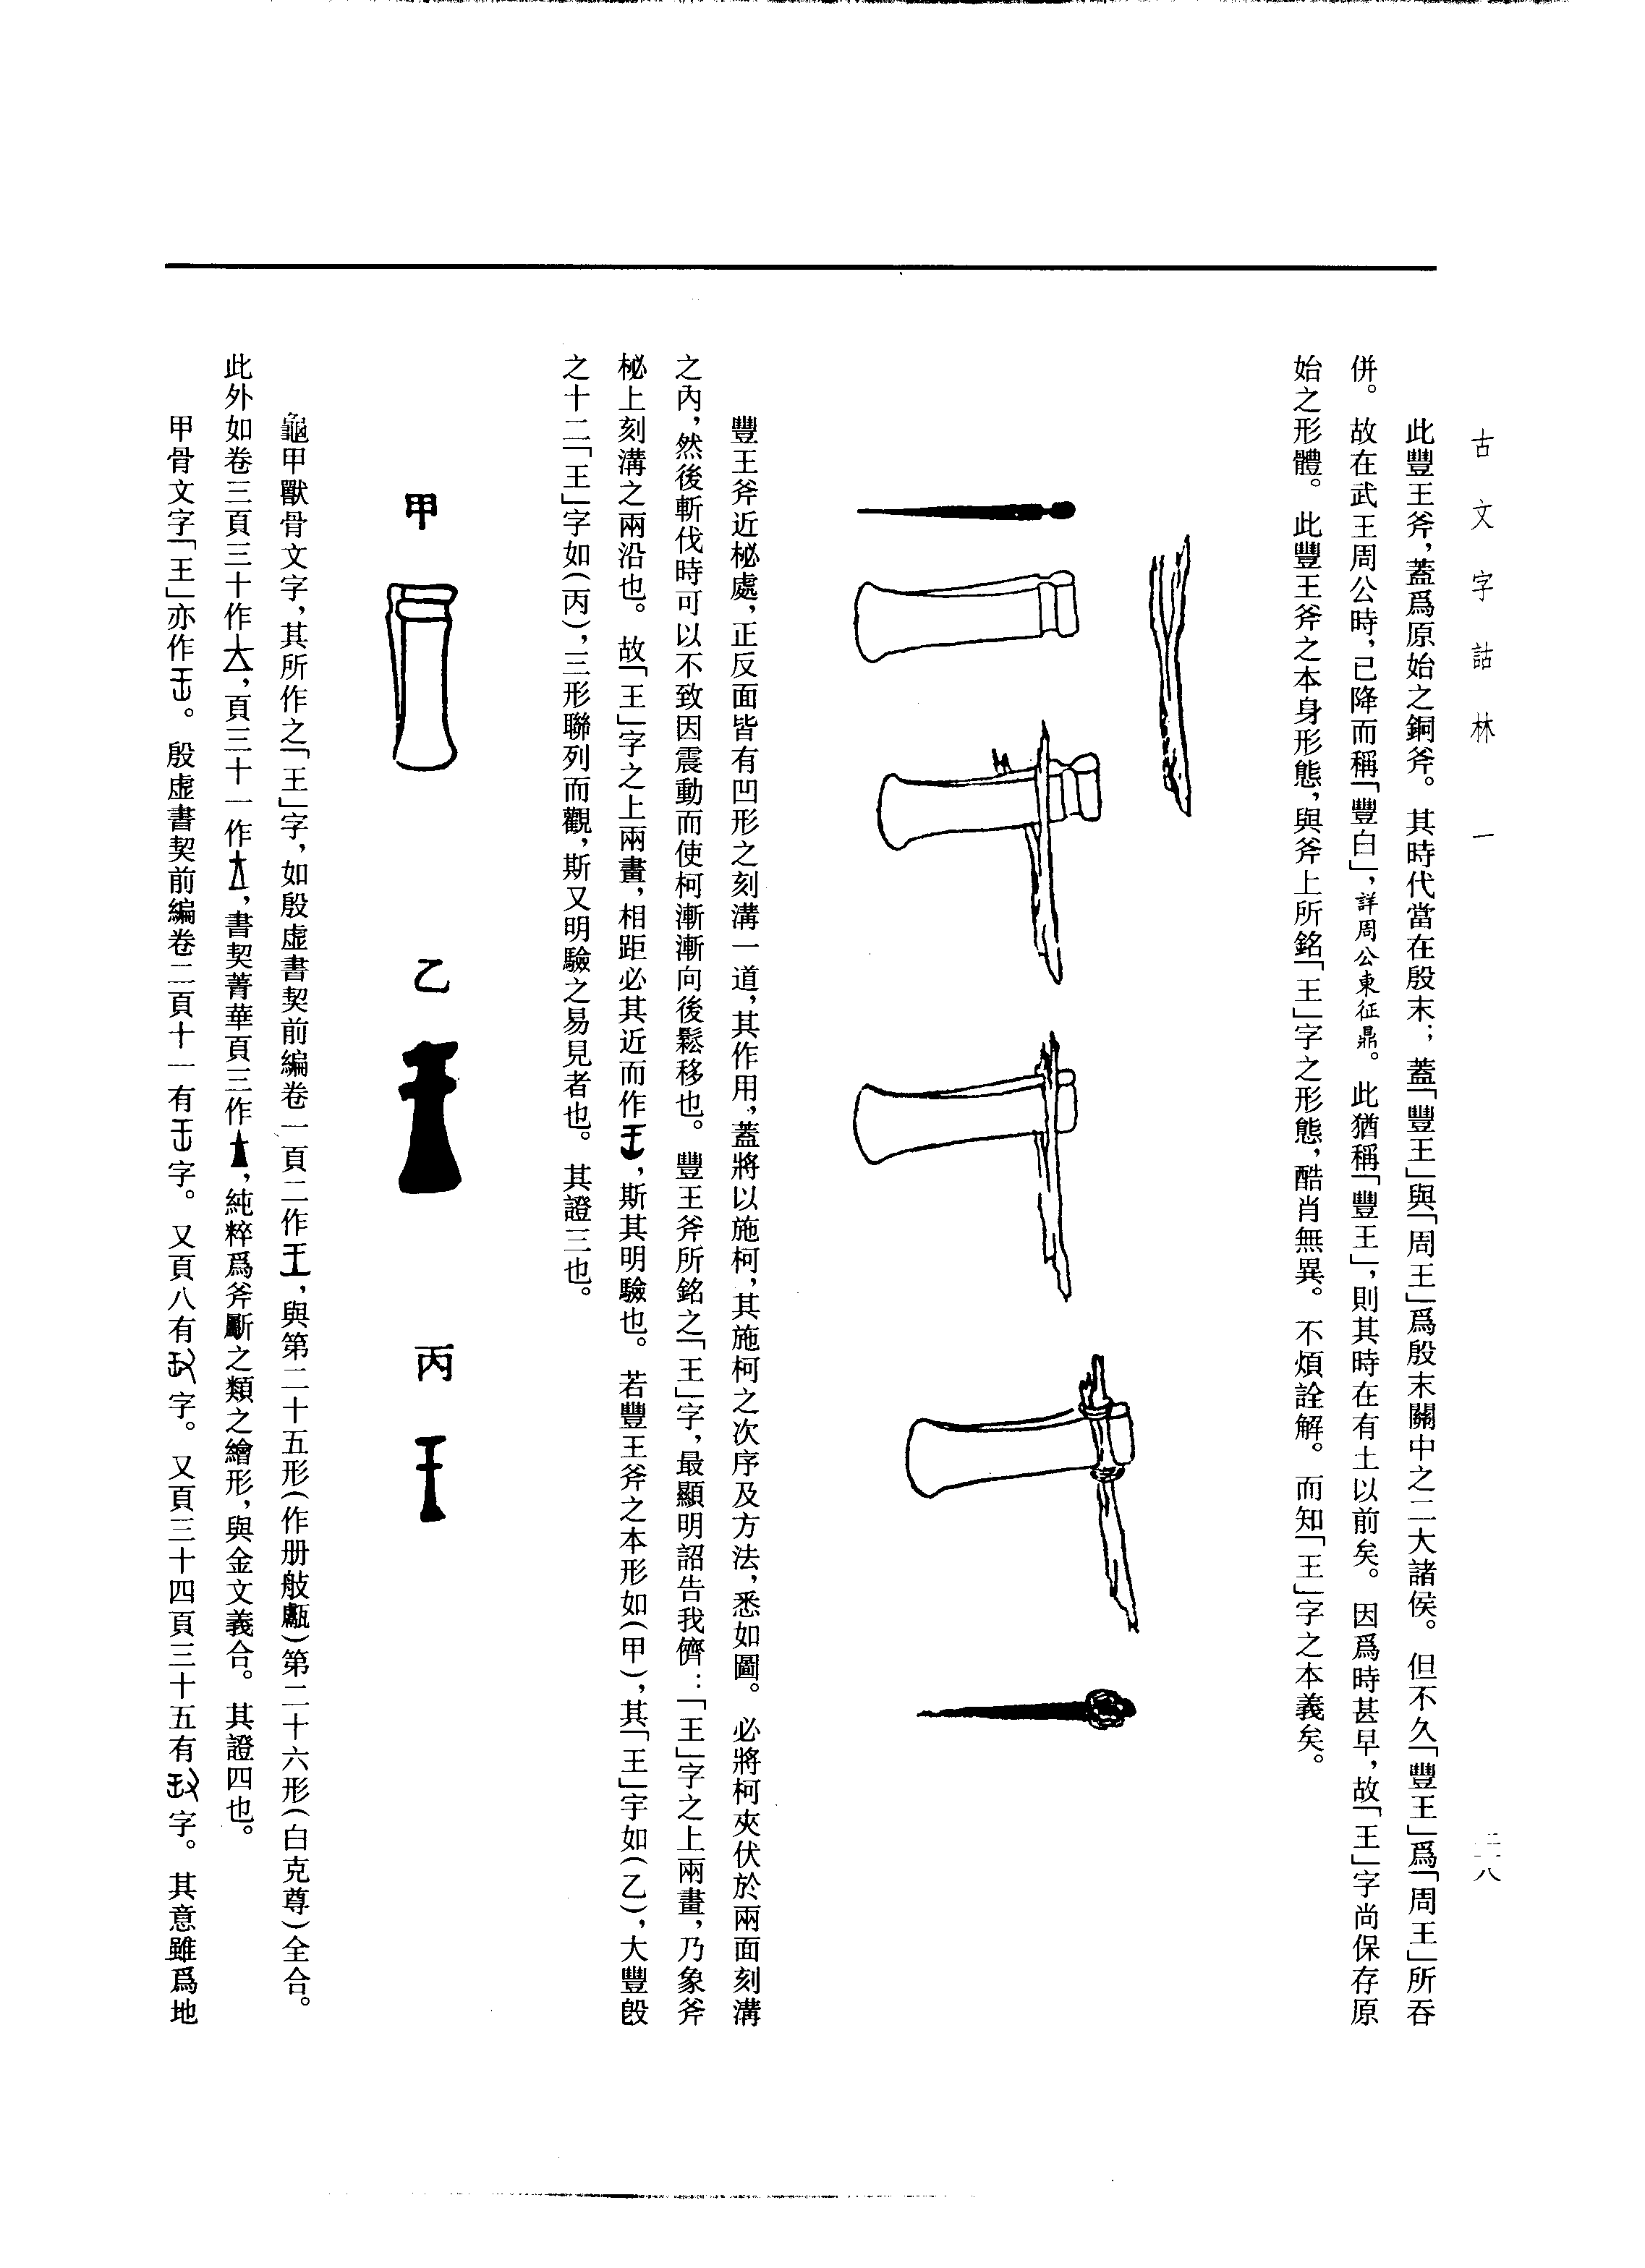 古文字詁林 一
此豐王斧，蓋爲原始之銅斧。其時代當在殷末；蓋「豐王」與「周王」爲殷末關中之二大諸侯。但不久「豐王」爲「周王」所吞
併。故在武王周公時，已降而稱「豐白」，詳周公東征鼎。此猶稱「豐王」，則其時在有土以前矣。因爲時甚早，故「王」字尚保存原
始之形體。此豐王斧之本身形態，與斧上所銘「王」字之形態，酷肖無異。不煩詮解。而知「王」字之本義矣。
豐王斧近柲處，正反面皆有凹形之刻溝一道，其作用，蓋將以施柯，其施柯之次序及方法，悉如圖。必將柯夾伏於兩面刻溝
之內，然後斬伐時可以不致因震動而使柯漸漸向後鬆移也。豐王斧所銘之「王」字，最顯明詔告我儕：「王」字之上兩畫，乃象斧
柲上刻溝之兩沿也。故「王」字之上兩畫，相距必其近而作，斯其明驗也。若豐王斧之本形如（甲），其「王」字如（乙），大豐𣪘
之十二「王」字如（丙），三形聯列而觀，斯又明驗之易見者也。其證三也。
甲
乙
丙
龜甲獸骨文字，其所作之「王」字，如殷虛書契前編卷一頁二作，與第二十五形（作册般甗）第二十六形（白克尊）全合。
此外如卷三頁三十作，頁三十一作，書契菁華頁三作，純粹爲斧斲之類之繪形，與金文義合。其證四也。
甲骨文字「王」亦作。殷虛書契前編卷二頁十一有字。又頁八有字。又頁三十四頁三十五有字。其意雖爲地